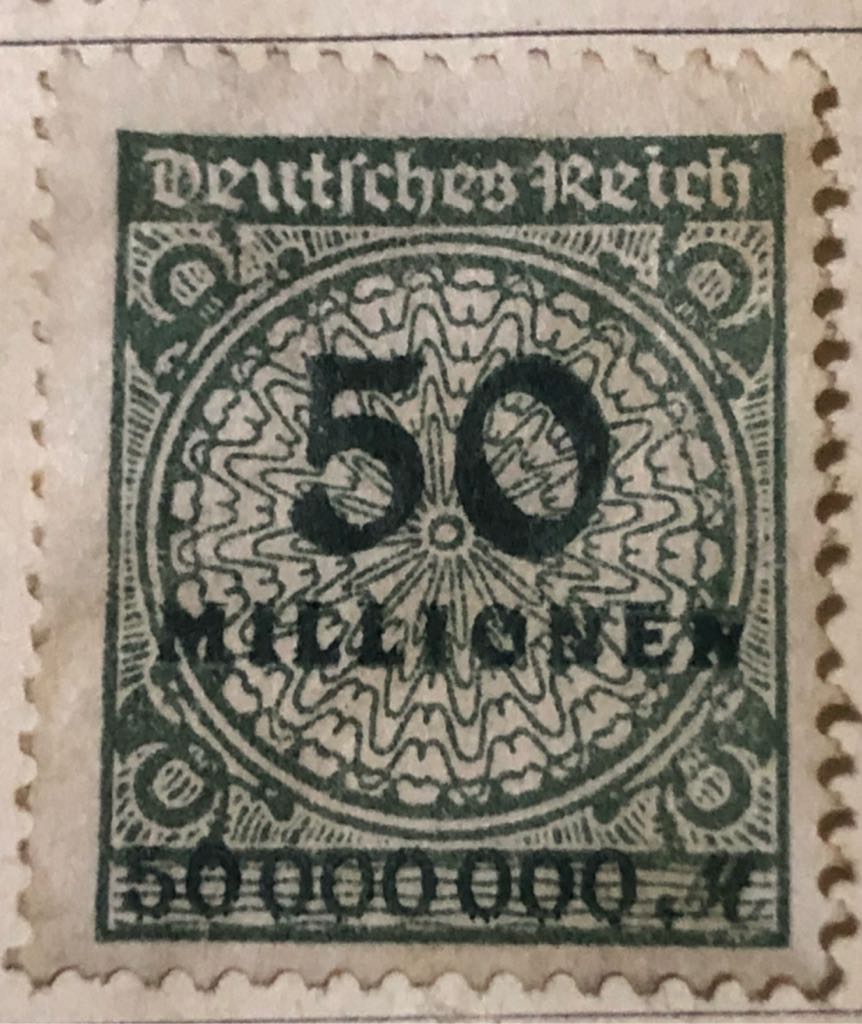 Deutsches Reich
50
MILLIONEN
50 000 000 M